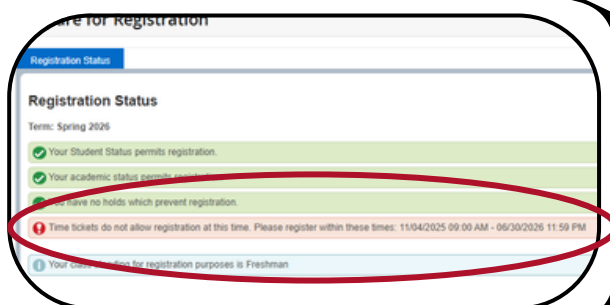 for Registration
Registration Status
Registration Status
Term: Spring 2026
Your Student Status permits registration.
Your academic status permits
have no holds which prevent registration.
Time tickets do not allow registration at this time. Please register within these times: 11/04/2025 09:00 AM - 06/30/2026 11:59 PM
Your class standing for registration purposes is Freshman